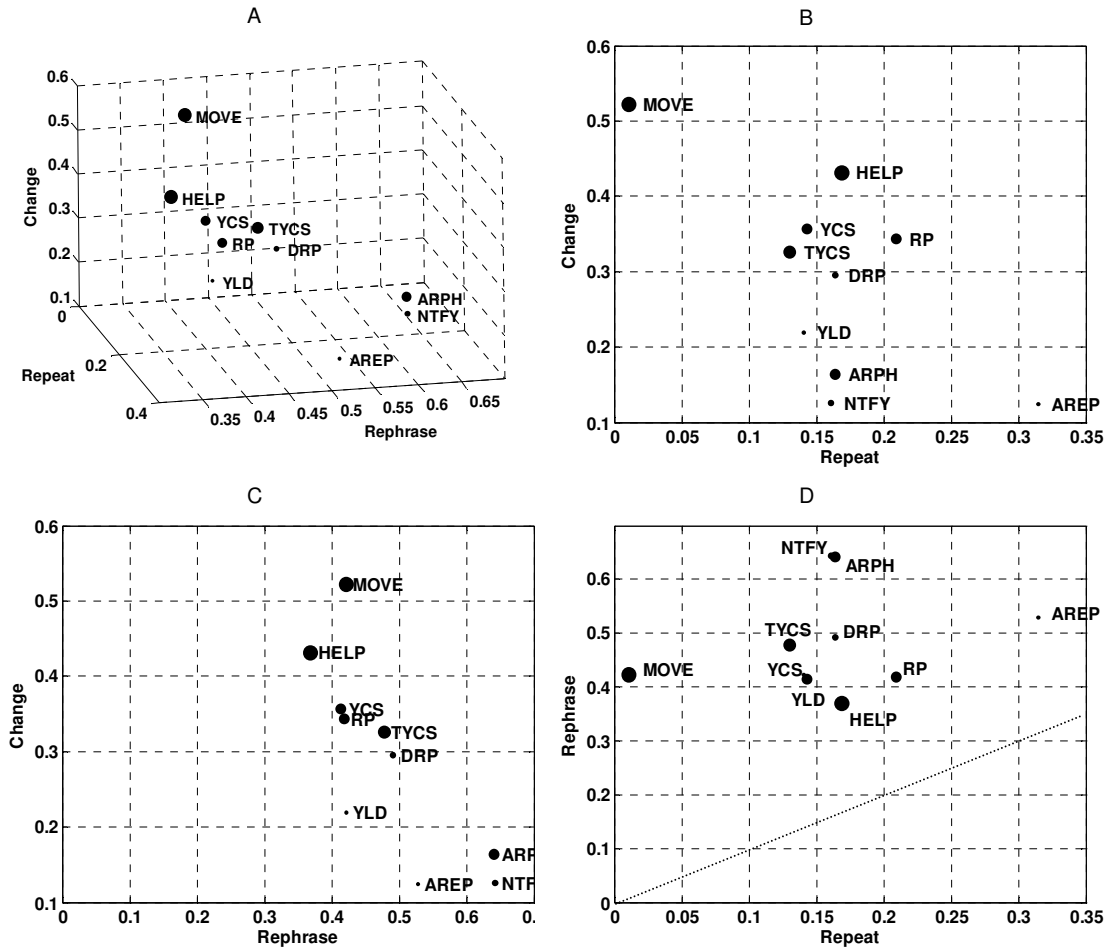 A
0.6
0.5
0.4
0.3
0.2
0.1
Change
MOVE
HELP
YCS
TYCS
RP
DRP
YLD
ARPH
NTFY
AREP
0
0.2
0.4
Repeat
0.35
0.4
0.45
0.5
0.55
0.6
0.65
Rephrase
B
0.6
0.5
0.4
0.3
0.2
0.1
Change
MOVE
HELP
YCS
RP
TYCS
DRP
YLD
ARPH
NTFY
AREP
0
0.05
0.1
0.15
0.2
0.25
0.3
0.35
Repeat
C
0.6
0.5
0.4
0.3
0.2
0.1
Change
MOVE
HELP
YCS
RP
TYCS
DRP
YLD
ARP
AREP
NTF
0
0.1
0.2
0.3
0.4
0.5
0.6
0.
Rephrase
D
0.6
0.5
0.4
0.3
0.2
0.1
0
Rephrase
NTFY
ARPH
AREP
TYCS
DRP
MOVE
YCS
RP
YLD
HELP
0
0.05
0.1
0.15
0.2
0.25
0.3
0.35
Repeat